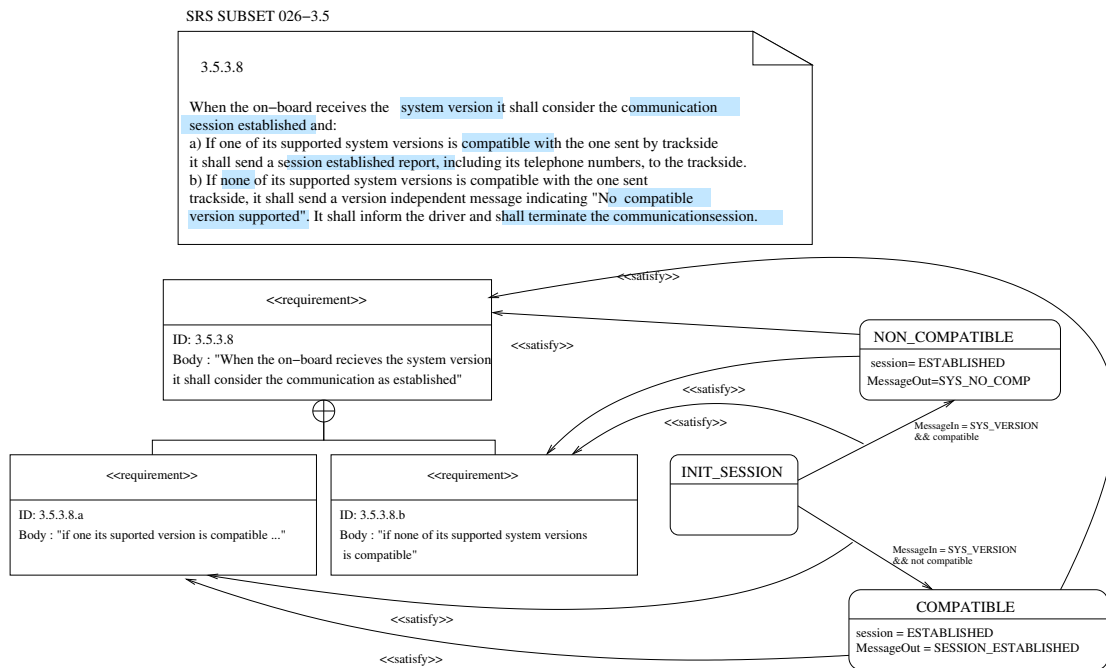 SRS SUBSET 026-3.5
3.5.3.8
When the on-board receives the system version it shall consider the communication
session established and:
a) If one of its supported system versions is compatible with the one sent by trackside
it shall send a session established report, including its telephone numbers, to the trackside.
b) If none of its supported system versions is compatible with the one sent
trackside, it shall send a version independent message indicating "No compatible
version supported". It shall inform the driver and shall terminate the communicationsession.
<<satisfy>>
<<requirement>>
ID: 3.5.3.8
Body : "When the on-board recieves the system version
it shall consider the communication as established"
<<satisfy>>
NON_COMPATIBLE
session= ESTABLISHED
MessageOut=SYS_NO_COMP
<<satisfy>>
<<satisfy>>
MessageIn = SYS_VERSION
&& compatible
<<requirement>>
ID: 3.5.3.8.a
Body : "if one its suported version is compatible ..."
<<requirement>>
ID: 3.5.3.8.b
Body : "if none of its supported system versions
is compatible"
INIT_SESSION
MessageIn = SYS_VERSION
&& not compatible
COMPATIBLE
session = ESTABLISHED
MessageOut = SESSION_ESTABLISHED
<<satisfy>>
<<satisfy>>